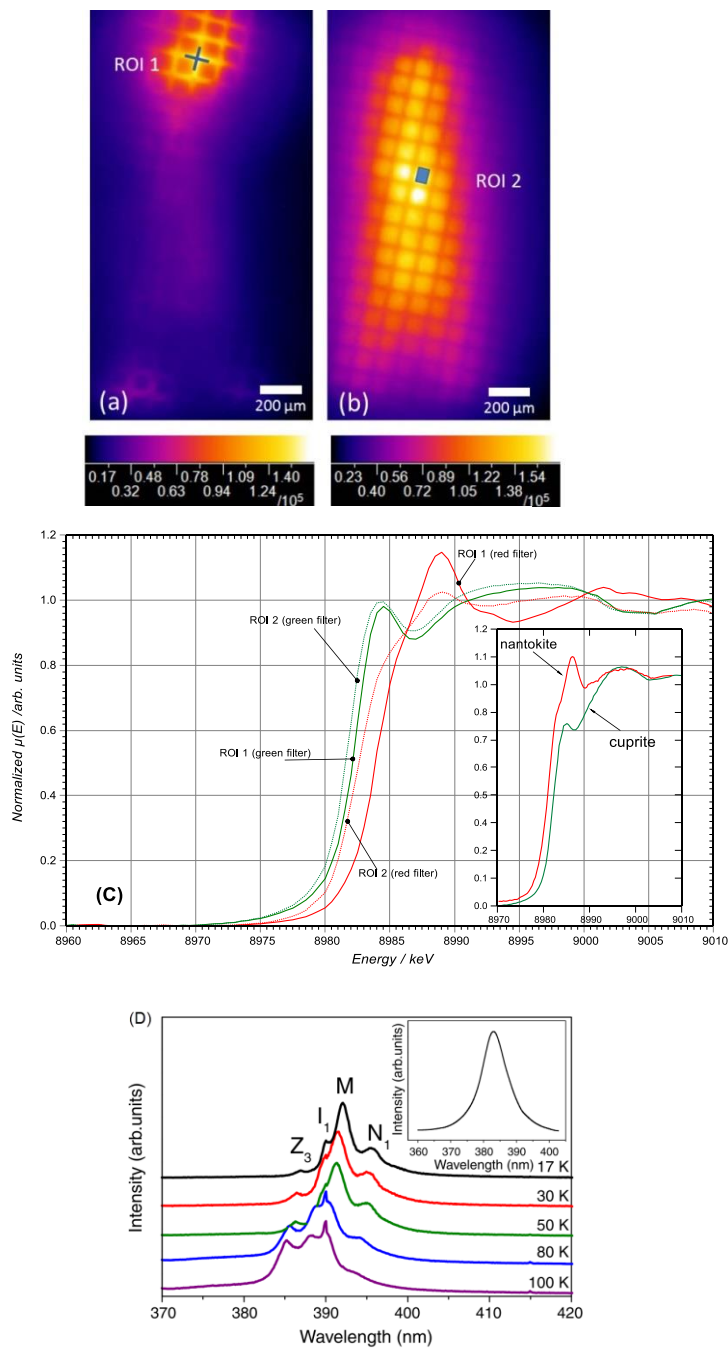 ROI 1
ROI 2
(a)
200 µm
(b)
200 µm
0.17 0.48 0.78 1.09 1.40
0.32 0.63 0.94 1.24 /10⁵
0.23 0.56 0.89 1.22 1.54
0.40 0.72 1.05 1.38 /10⁵
1.2
1.0
0.8
0.6
0.4
0.2
0.0
Normalized µ(E) /arb. units
ROI 1 (red filter)
ROI 2 (green filter)
ROI 1 (green filter)
ROI 2 (red filter)
(C)
1.2
1.1
1.0
0.9
0.8
0.7
0.6
0.5
0.4
0.3
0.2
0.1
0.0
nantokite
cuprite
8970 8980 8990 9000 9010
8960 8965 8970 8975 8980 8985 8990 8995 9000 9005 9010
Energy / keV
(D)
Intensity (arb.units)
Z₃
I₁
M
N₁
Intensity (arb.units)
360 370 380 390 400
Wavelength (nm)
17 K
30 K
50 K
80 K
100 K
370 380 390 400 410 420
Wavelength (nm)